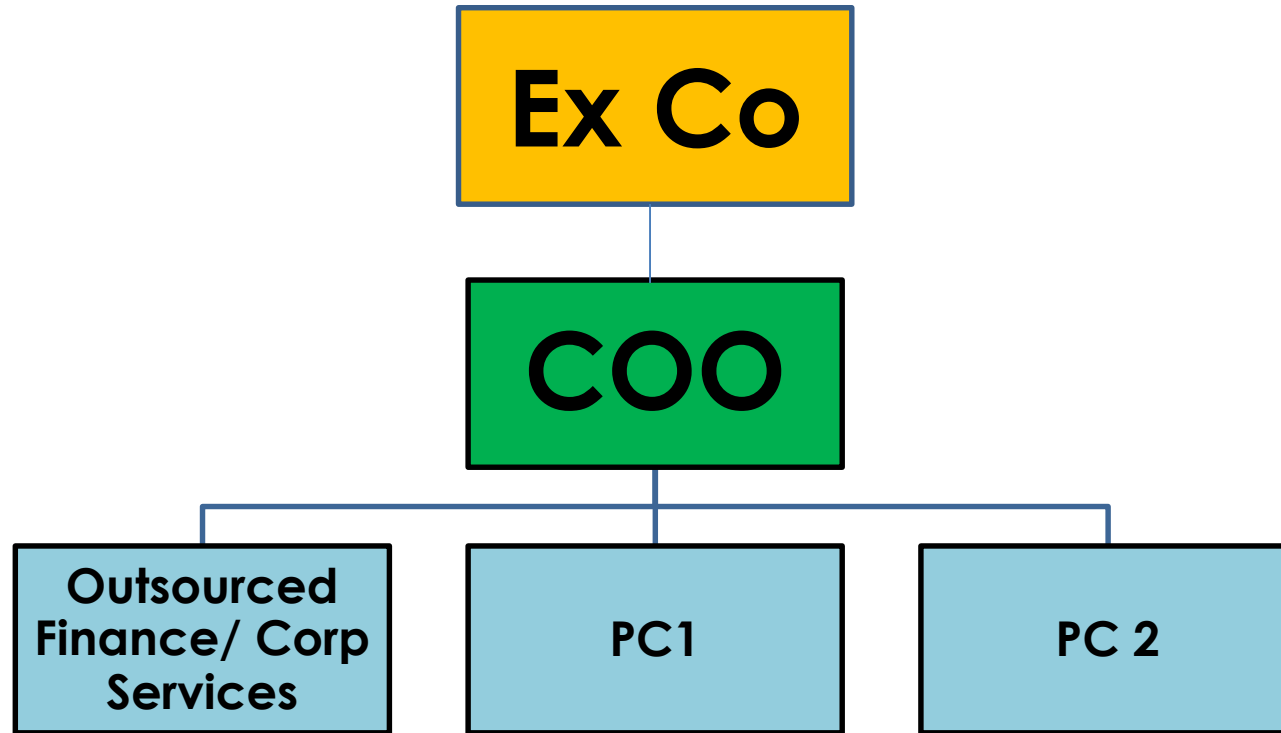 Ex Co
COO
Outsourced
Finance/ Corp
Services
PC1
PC 2